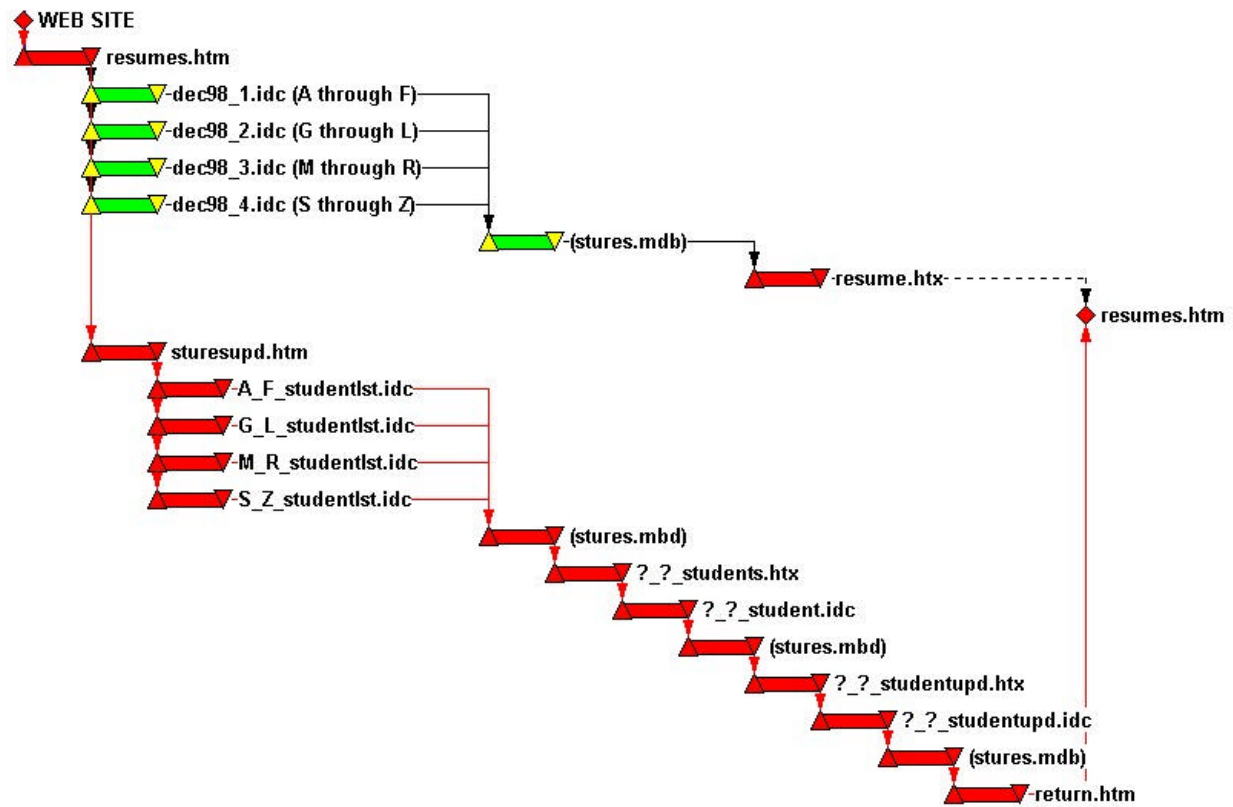 WEB SITE
resumes.htm
dec98_1.idc (A through F)
dec98_2.idc (G through L)
dec98_3.idc (M through R)
dec98_4.idc (S through Z)
(stures.mdb)
resume.htx
resumes.htm
sturesupd.htm
A_F_studentlst.idc
G_L_studentlst.idc
M_R_studentlst.idc
S_Z_studentlst.idc
(stures.mbd)
?_?_students.htx
?_?_student.idc
(stures.mbd)
?_?_studentupd.htx
?_?_studentupd.idc
(stures.mdb)
return.htm